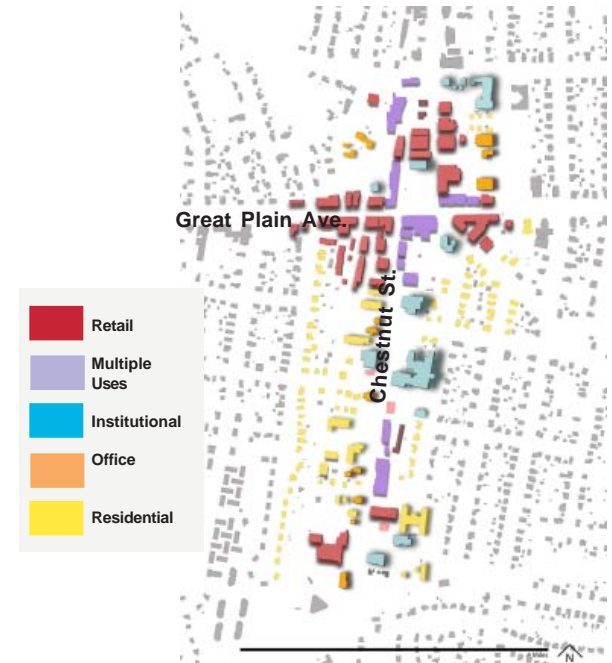 Great Plain Ave.
Chestnut St.
Retail
Multiple
Uses
Institutional
Office
Residential
N